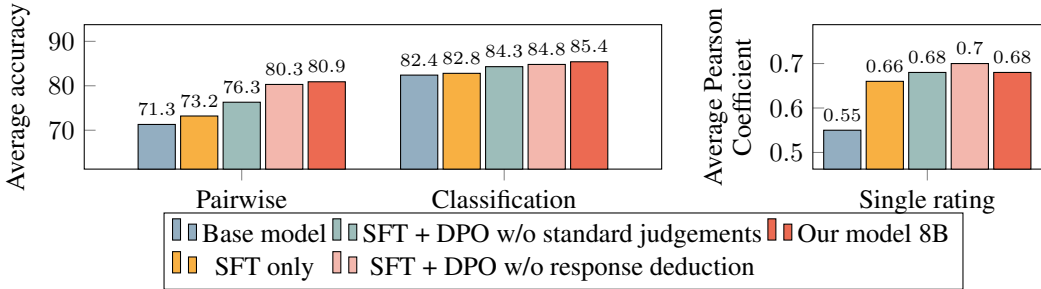 Average accuracy
90
80
70
71.3
73.2
76.3
80.3
80.9
82.4
82.8
84.3
84.8
85.4
Pairwise
Classification
Average Pearson
Coefficient
0.7
0.6
0.5
0.55
0.66
0.68
0.7
0.68
Single rating
Base model
SFT + DPO w/o standard judgements
Our model 8B
SFT only
SFT + DPO w/o response deduction